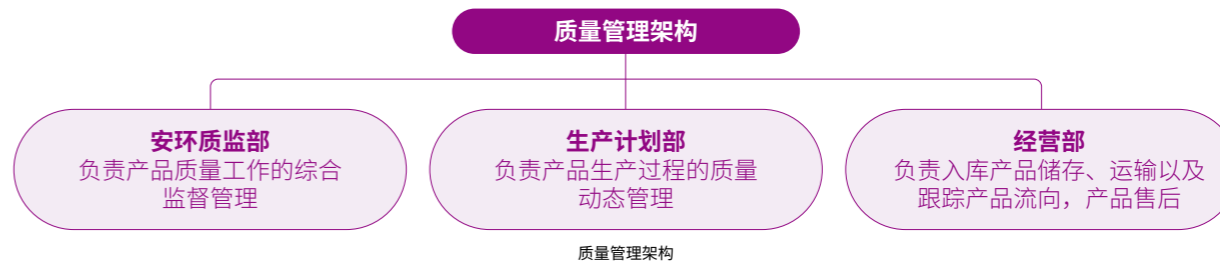 质量管理架构
安环质监部
负责产品质量工作的综合
监督管理
生产计划部
负责产品生产过程的质量
动态管理
经营部
负责入库产品储存、运输以及
跟踪产品流向，产品售后
质量管理架构